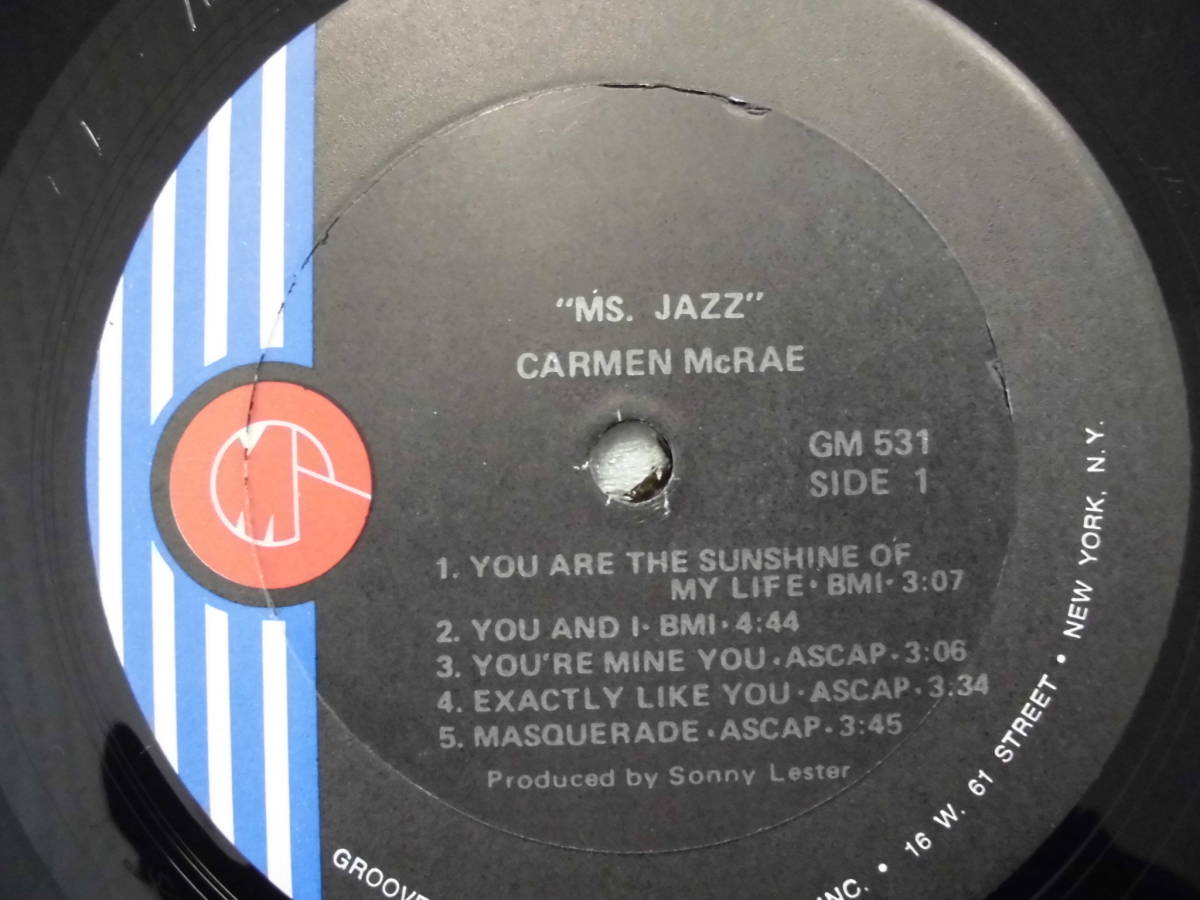 "MS. JAZZ"
CARMEN McRAE
GM 531
SIDE 1
1. YOU ARE THE SUNSHINE OF
MY LIFE · BMI · 3:07
2. YOU AND I · BMI · 4:44
3. YOU'RE MINE YOU · ASCAP · 3:06
4. EXACTLY LIKE YOU · ASCAP · 3:34
5. MASQUERADE · ASCAP · 3:45
Produced by Sonny Lester
GROOVE
INC. • 16 W. 61 STREET • NEW YORK, N.Y.